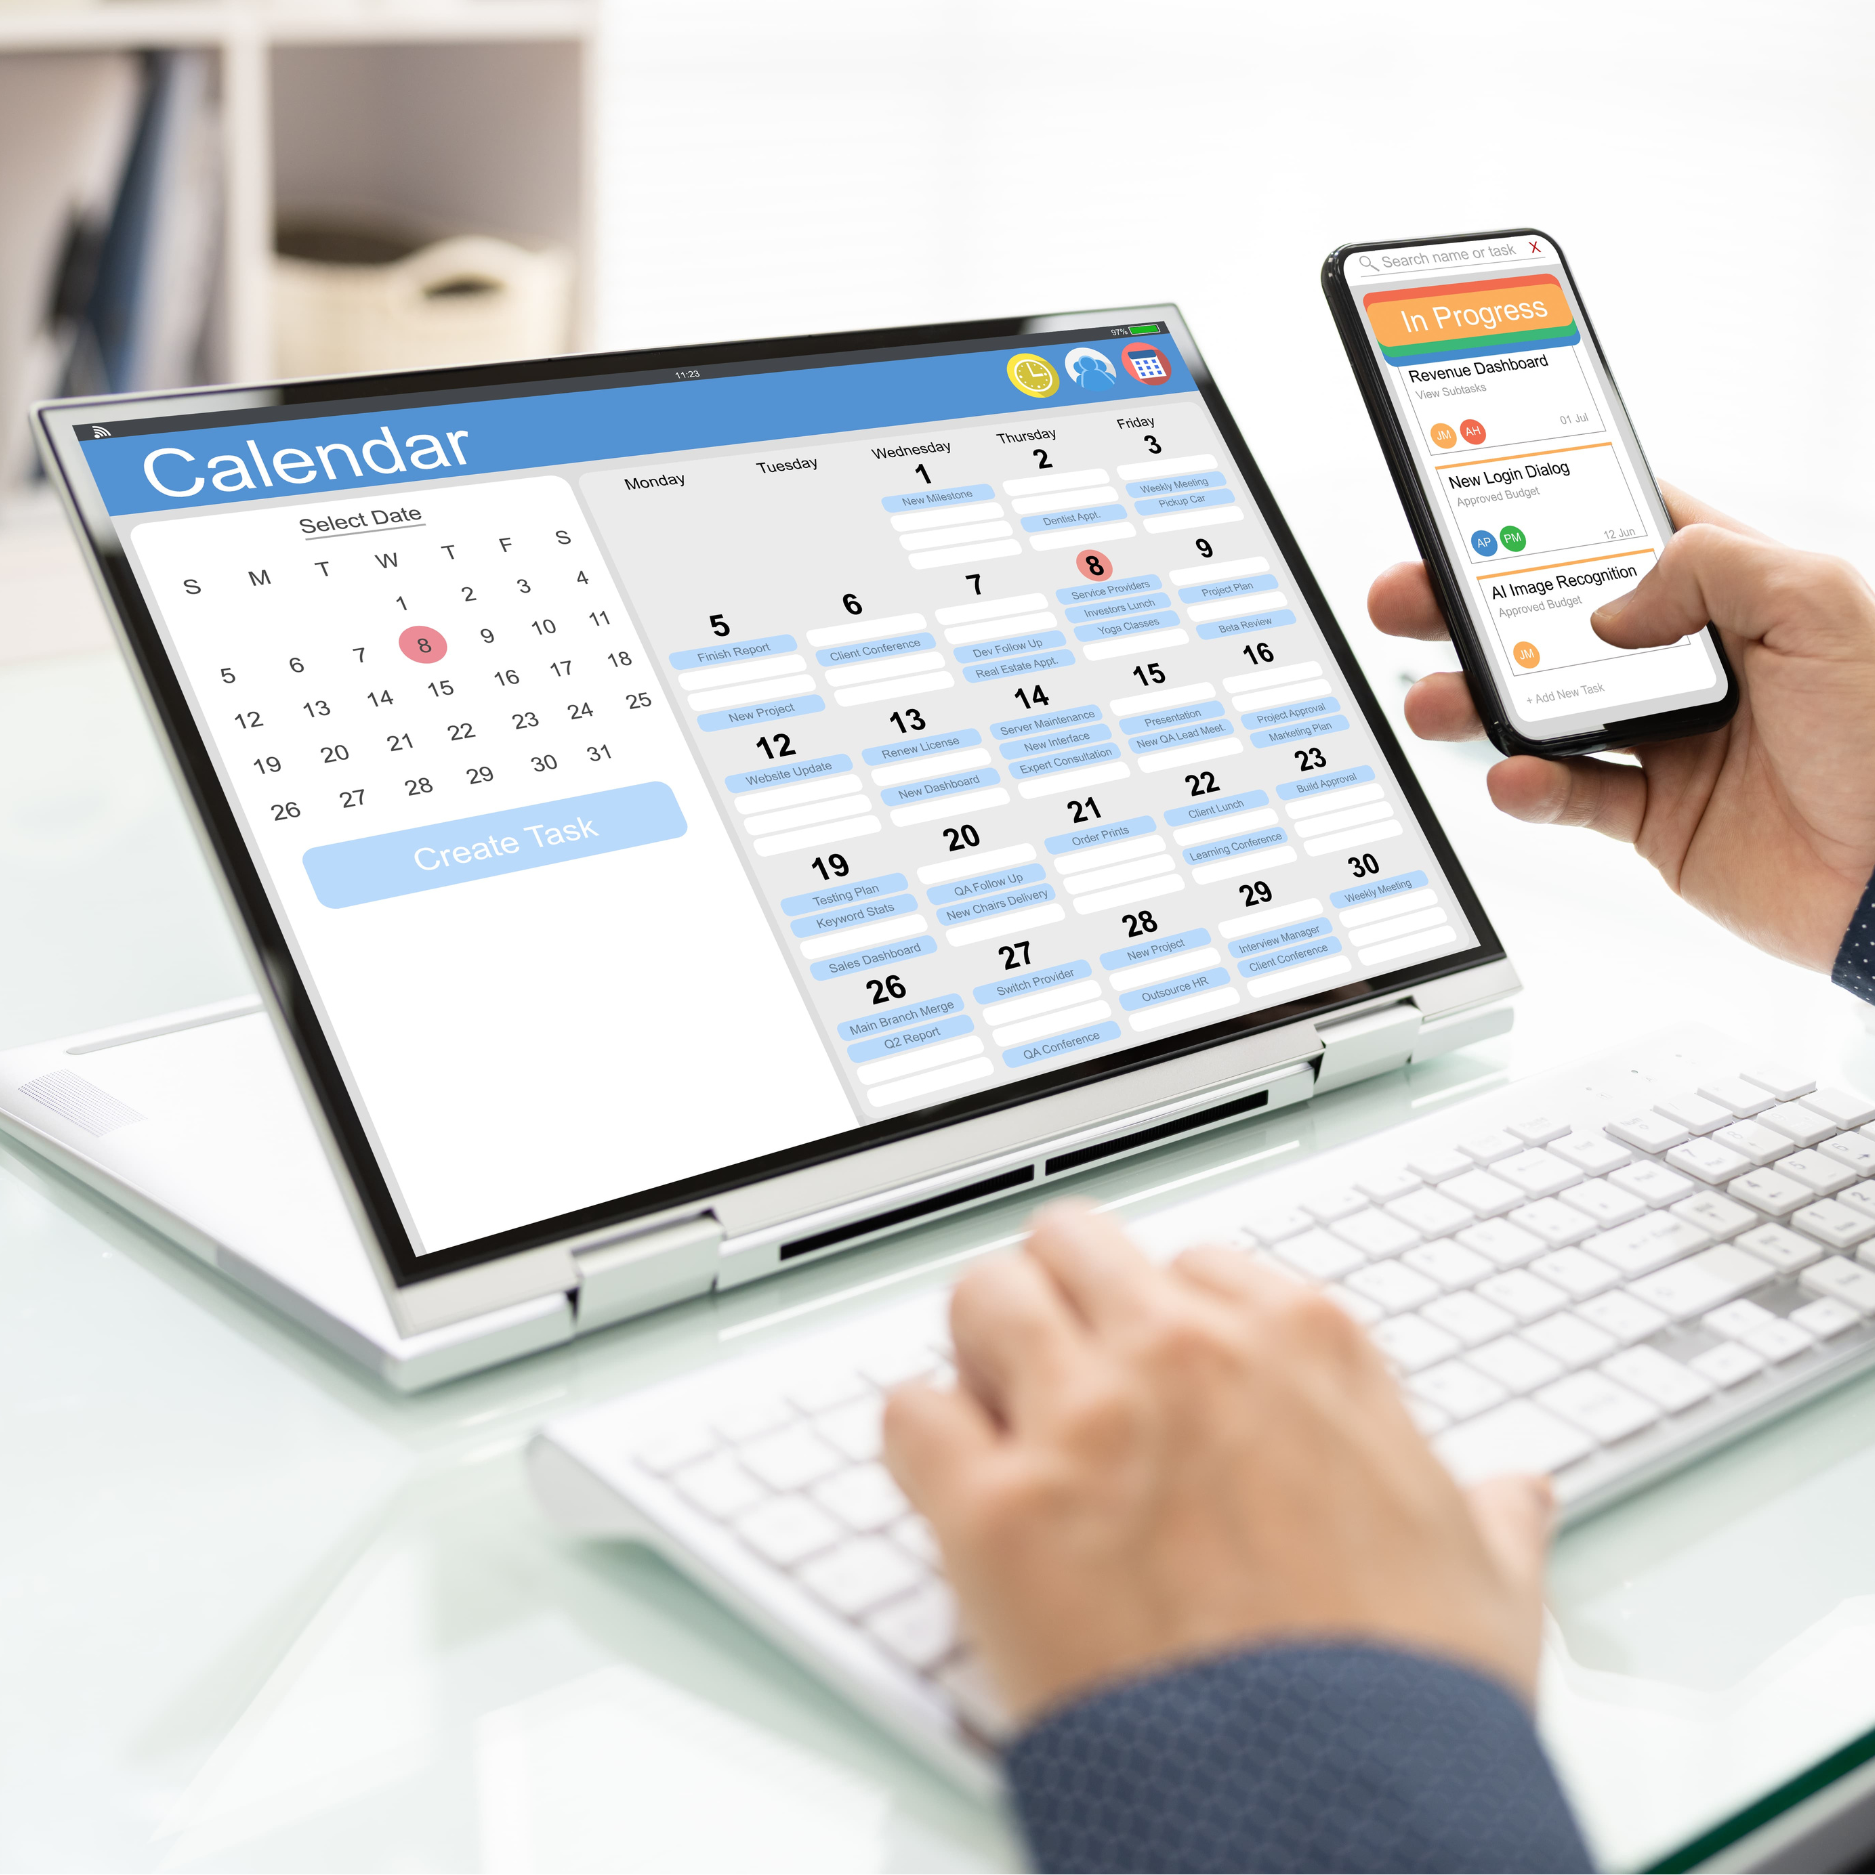 11:23
97%
Calendar
Select Date
S M T W T F S
1 2 3 4
5 6 7 8 9 10 11
12 13 14 15 16 17 18
19 20 21 22 23 24 25
26 27 28 29 30 31
Create Task
Monday Tuesday Wednesday Thursday Friday
1
New Milestone
2
Dentist Appt.
3
Weekly Meeting
Pickup Car
5
Finish Report
New Project
6
Client Conference
7
Dev Follow Up
Real Estate Appt.
8
Service Providers
Investors Lunch
Yoga Classes
9
Project Plan
Beta Review
12
Website Update
13
Renew License
New Dashboard
14
Server Maintenance
New Interface
Expert Consultation
15
Presentation
New QA Lead Meet.
16
Project Approval
Marketing Plan
19
Testing Plan
Keyword Stats
Sales Dashboard
20
QA Follow Up
New Chairs Delivery
21
Order Prints
22
Client Lunch
Learning Conference
23
Build Approval
26
Main Branch Merge
Q2 Report
27
Switch Provider
QA Conference
28
New Project
Outsource HR
29
Interview Manager
Client Conference
30
Weekly Meeting
Search name or task X
In Progress
Revenue Dashboard
View Subtasks
JM AH 01 Jul
New Login Dialog
Approved Budget
AP PM 12 Jun
AI Image Recognition
Approved Budget
JM
+ Add New Task